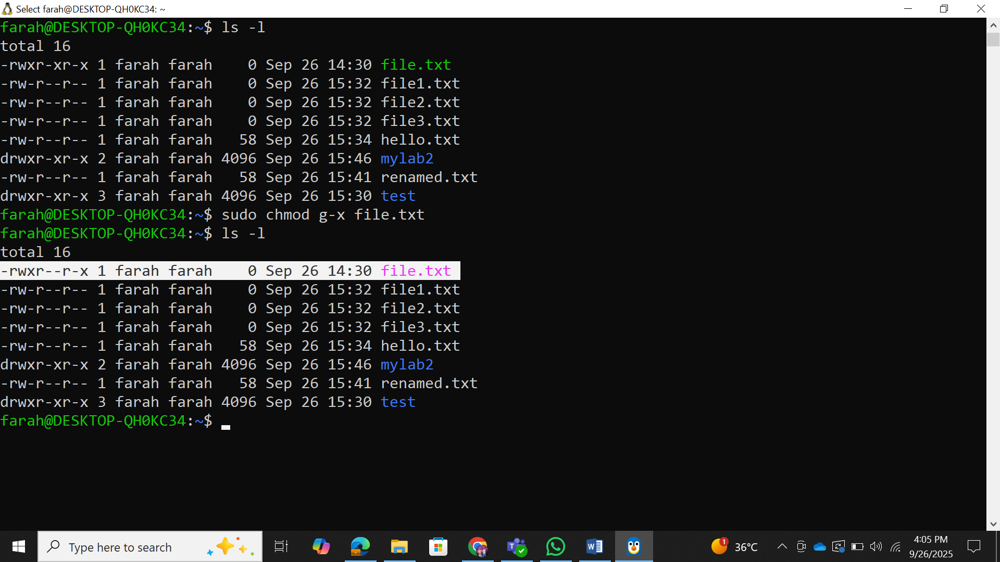 Select farah@DESKTOP-QH0KC34: ~
farah@DESKTOP-QH0KC34:~$ ls -l
total 16
-rwxr-xr-x 1 farah farah    0 Sep 26 14:30 file.txt
-rw-r--r-- 1 farah farah    0 Sep 26 15:32 file1.txt
-rw-r--r-- 1 farah farah    0 Sep 26 15:32 file2.txt
-rw-r--r-- 1 farah farah    0 Sep 26 15:32 file3.txt
-rw-r--r-- 1 farah farah   58 Sep 26 15:34 hello.txt
drwxr-xr-x 2 farah farah 4096 Sep 26 15:46 mylab2
-rw-r--r-- 1 farah farah   58 Sep 26 15:41 renamed.txt
drwxr-xr-x 3 farah farah 4096 Sep 26 15:30 test
farah@DESKTOP-QH0KC34:~$ sudo chmod g-x file.txt
farah@DESKTOP-QH0KC34:~$ ls -l
total 16
-rwxr--r-x 1 farah farah    0 Sep 26 14:30 file.txt
-rw-r--r-- 1 farah farah    0 Sep 26 15:32 file1.txt
-rw-r--r-- 1 farah farah    0 Sep 26 15:32 file2.txt
-rw-r--r-- 1 farah farah    0 Sep 26 15:32 file3.txt
-rw-r--r-- 1 farah farah   58 Sep 26 15:34 hello.txt
drwxr-xr-x 2 farah farah 4096 Sep 26 15:46 mylab2
-rw-r--r-- 1 farah farah   58 Sep 26 15:41 renamed.txt
drwxr-xr-x 3 farah farah 4096 Sep 26 15:30 test
farah@DESKTOP-QH0KC34:~$
Type here to search
1
36°C
4:05 PM
9/26/2025